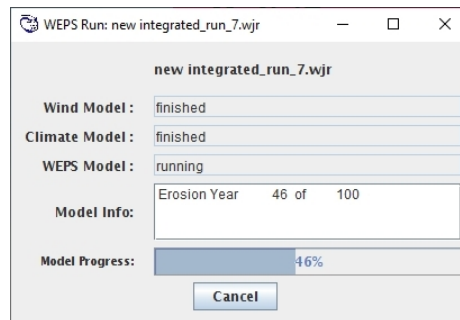 WEPS Run: new integrated_run_7.wjr
new integrated_run_7.wjr
Wind Model : finished
Climate Model : finished
WEPS Model : running
Model Info: Erosion Year 46 of 100
Model Progress: 46%
Cancel